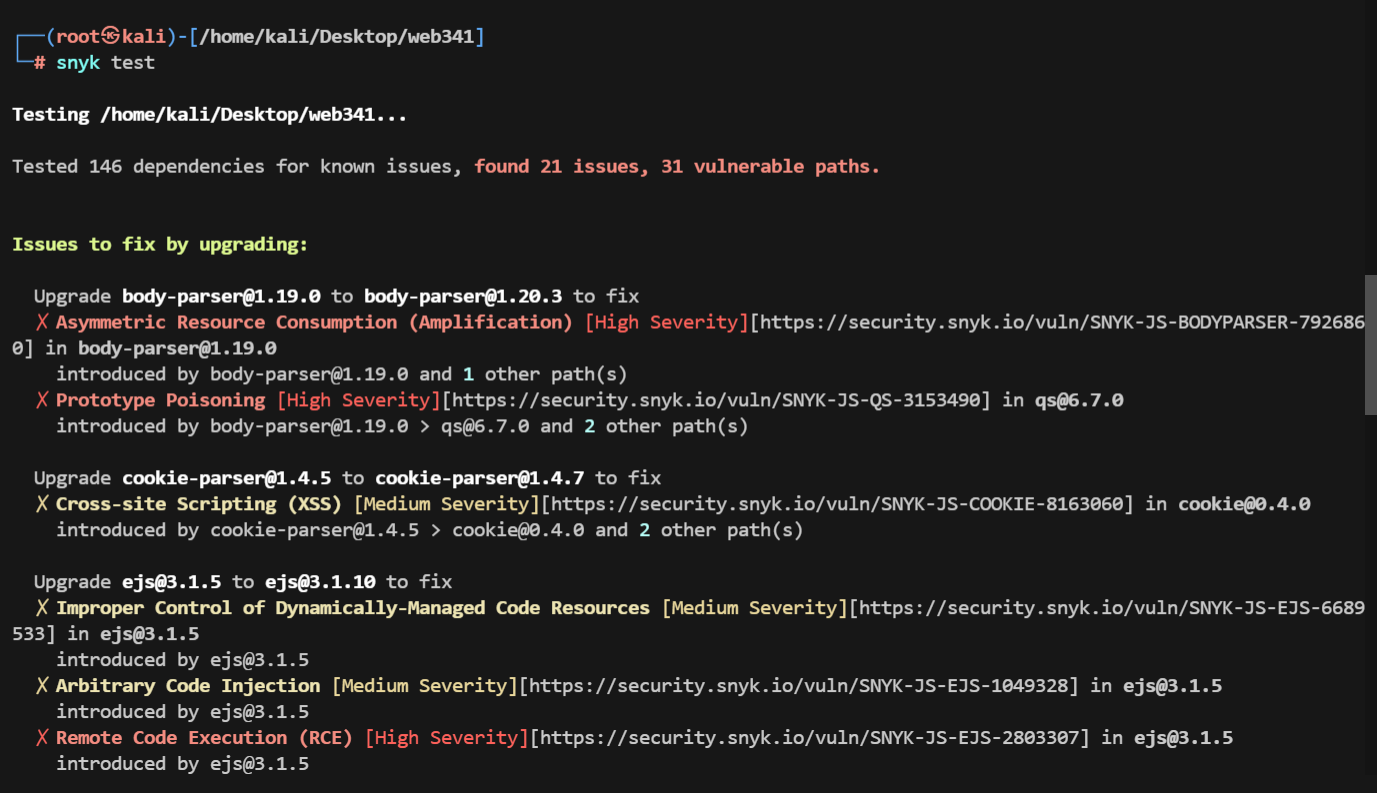 ┌──(root㉿kali)-[/home/kali/Desktop/web341]
└─# snyk test
Testing /home/kali/Desktop/web341...
Tested 146 dependencies for known issues, found 21 issues, 31 vulnerable paths.
Issues to fix by upgrading:
Upgrade body-parser@1.19.0 to body-parser@1.20.3 to fix
✗ Asymmetric Resource Consumption (Amplification) [High Severity][https://security.snyk.io/vuln/SNYK-JS-BODYPARSER-792686
0] in body-parser@1.19.0
introduced by body-parser@1.19.0 and 1 other path(s)
✗ Prototype Poisoning [High Severity][https://security.snyk.io/vuln/SNYK-JS-QS-3153490] in qs@6.7.0
introduced by body-parser@1.19.0 > qs@6.7.0 and 2 other path(s)
Upgrade cookie-parser@1.4.5 to cookie-parser@1.4.7 to fix
✗ Cross-site Scripting (XSS) [Medium Severity][https://security.snyk.io/vuln/SNYK-JS-COOKIE-8163060] in cookie@0.4.0
introduced by cookie-parser@1.4.5 > cookie@0.4.0 and 2 other path(s)
Upgrade ejs@3.1.5 to ejs@3.1.10 to fix
✗ Improper Control of Dynamically-Managed Code Resources [Medium Severity][https://security.snyk.io/vuln/SNYK-JS-EJS-6689
533] in ejs@3.1.5
introduced by ejs@3.1.5
✗ Arbitrary Code Injection [Medium Severity][https://security.snyk.io/vuln/SNYK-JS-EJS-1049328] in ejs@3.1.5
introduced by ejs@3.1.5
✗ Remote Code Execution (RCE) [High Severity][https://security.snyk.io/vuln/SNYK-JS-EJS-2803307] in ejs@3.1.5
introduced by ejs@3.1.5